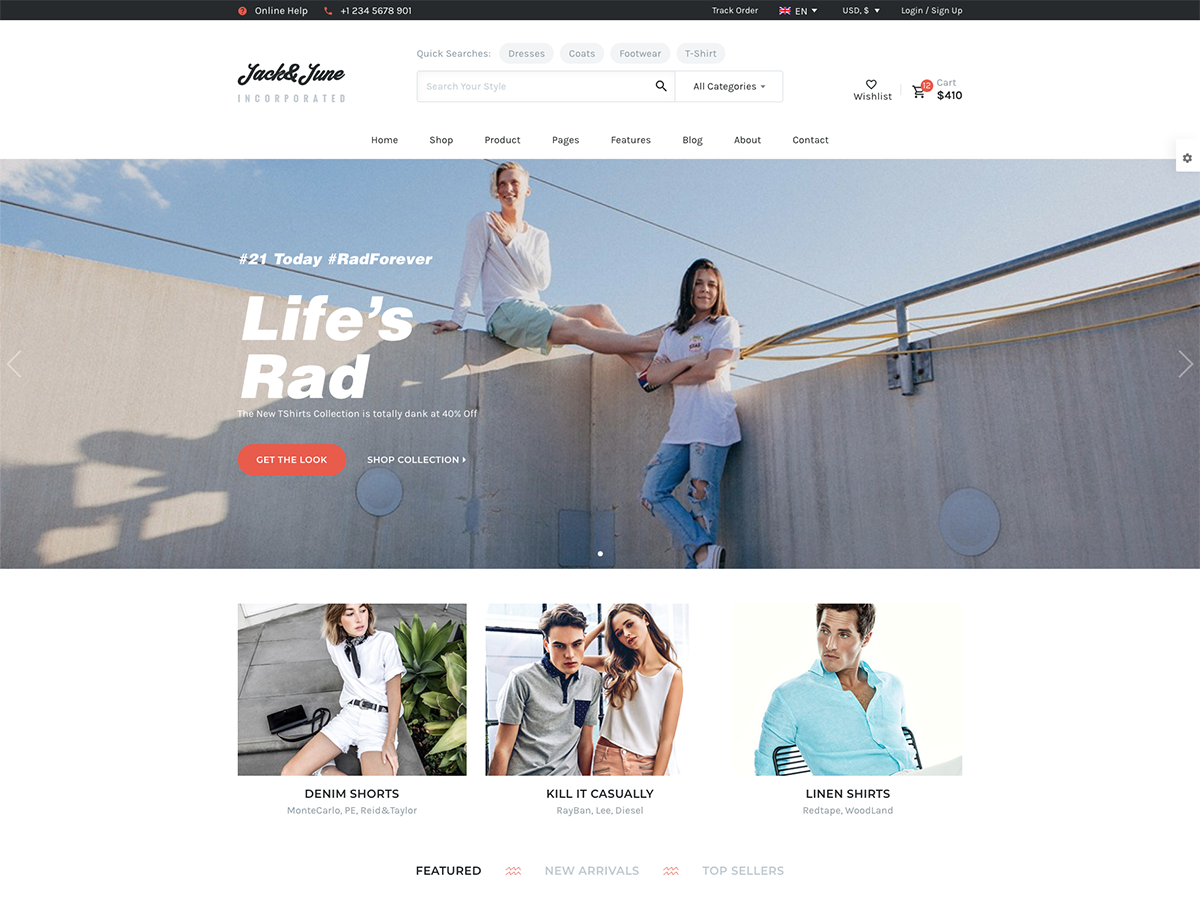 Online Help +1 234 5678 901 Track Order EN USD, $ Login / Sign Up
Quick Searches: Dresses Coats Footwear T-Shirt
Jack&June
INCORPORATED
Search Your Style All Categories
Wishlist
12
Cart
$410
Home Shop Product Pages Features Blog About Contact
#21 Today #RadForever
Life's
Rad
The New TShirts Collection is totally dank at 40% Off
GET THE LOOK SHOP COLLECTION
DENIM SHORTS
MonteCarlo, PE, Reid&Taylor
KILL IT CASUALLY
RayBan, Lee, Diesel
LINEN SHIRTS
Redtape, WoodLand
FEATURED NEW ARRIVALS TOP SELLERS